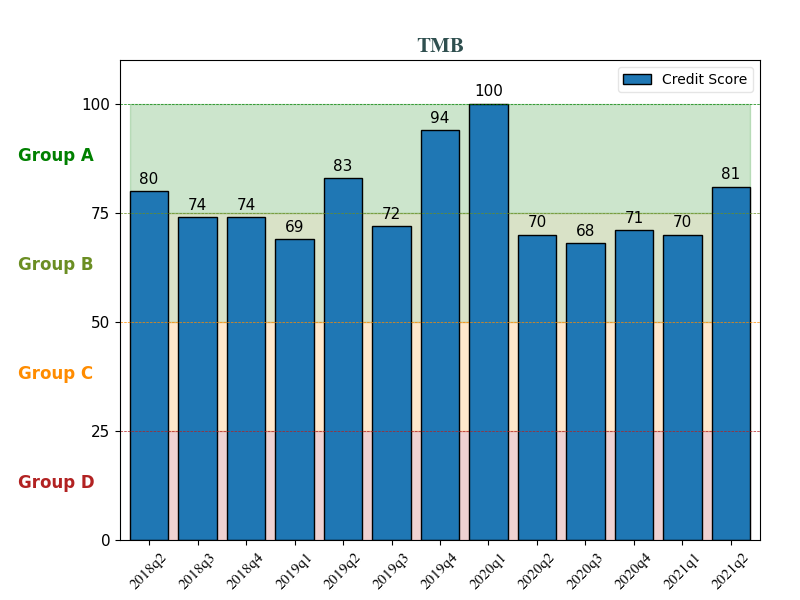 TMB
Credit Score
100
75
50
25
0
Group A
Group B
Group C
Group D
80
74
74
69
83
72
94
100
70
68
71
70
81
2018q2
2018q3
2018q4
2019q1
2019q2
2019q3
2019q4
2020q1
2020q2
2020q3
2020q4
2021q1
2021q2